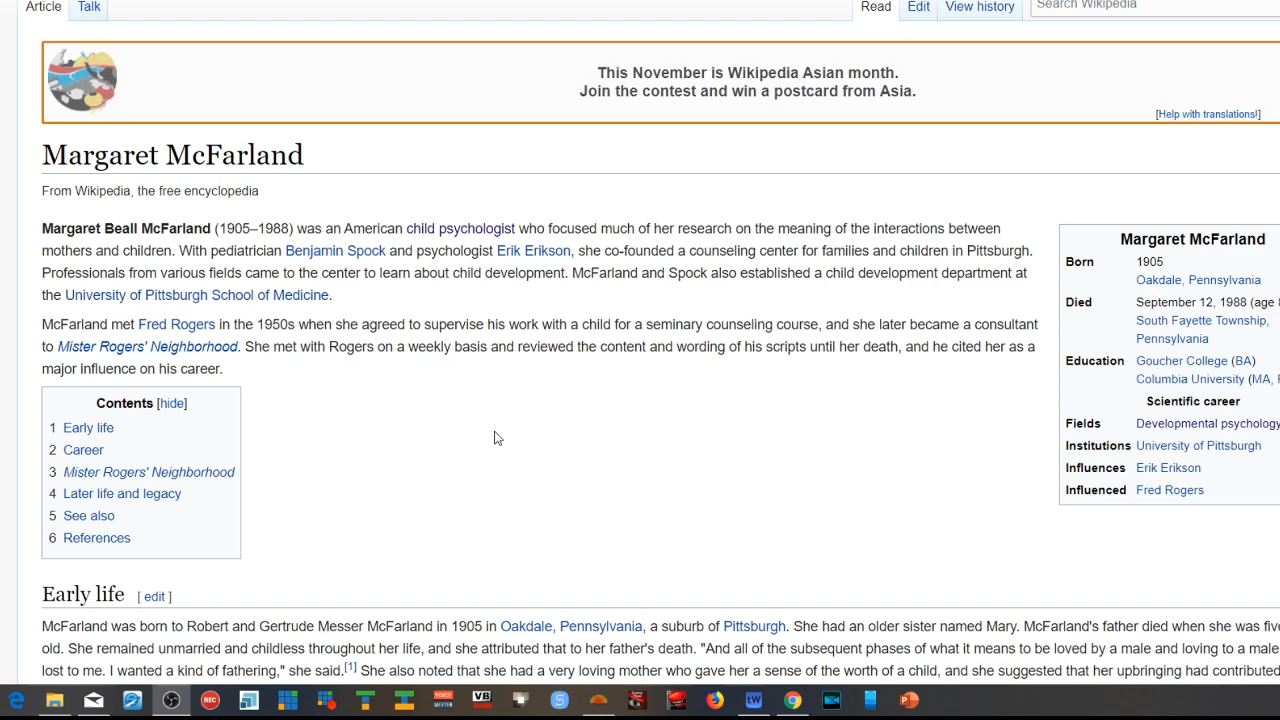 Article Talk Read Edit View history Search Wikipedia
This November is Wikipedia Asian month.
Join the contest and win a postcard from Asia.
[Help with translations!]
Margaret McFarland
From Wikipedia, the free encyclopedia
Margaret Beall McFarland (1905–1988) was an American child psychologist who focused much of her research on the meaning of the interactions between
mothers and children. With pediatrician Benjamin Spock and psychologist Erik Erikson, she co-founded a counseling center for families and children in Pittsburgh.
Professionals from various fields came to the center to learn about child development. McFarland and Spock also established a child development department at
the University of Pittsburgh School of Medicine.
McFarland met Fred Rogers in the 1950s when she agreed to supervise his work with a child for a seminary counseling course, and she later became a consultant
to Mister Rogers' Neighborhood. She met with Rogers on a weekly basis and reviewed the content and wording of his scripts until her death, and he cited her as a
major influence on his career.
Margaret McFarland
Born 1905
Oakdale, Pennsylvania
Died September 12, 1988 (age 8
South Fayette Township,
Pennsylvania
Education Goucher College (BA)
Columbia University (MA,
Scientific career
Fields Developmental psychology
Institutions University of Pittsburgh
Influences Erik Erikson
Influenced Fred Rogers
Contents [hide]
1 Early life
2 Career
3 Mister Rogers' Neighborhood
4 Later life and legacy
5 See also
6 References
Early life [ edit ]
McFarland was born to Robert and Gertrude Messer McFarland in 1905 in Oakdale, Pennsylvania, a suburb of Pittsburgh. She had an older sister named Mary. McFarland's father died when she was five
old. She remained unmarried and childless throughout her life, and she attributed that to her father's death. "And all of the subsequent phases of what it means to be loved by a male and loving to a male
lost to me. I wanted a kind of fathering," she said.[1] She also noted that she had a very loving mother who gave her a sense of the worth of a child, and she suggested that her upbringing had contributed
REC VOICE MEETER VB